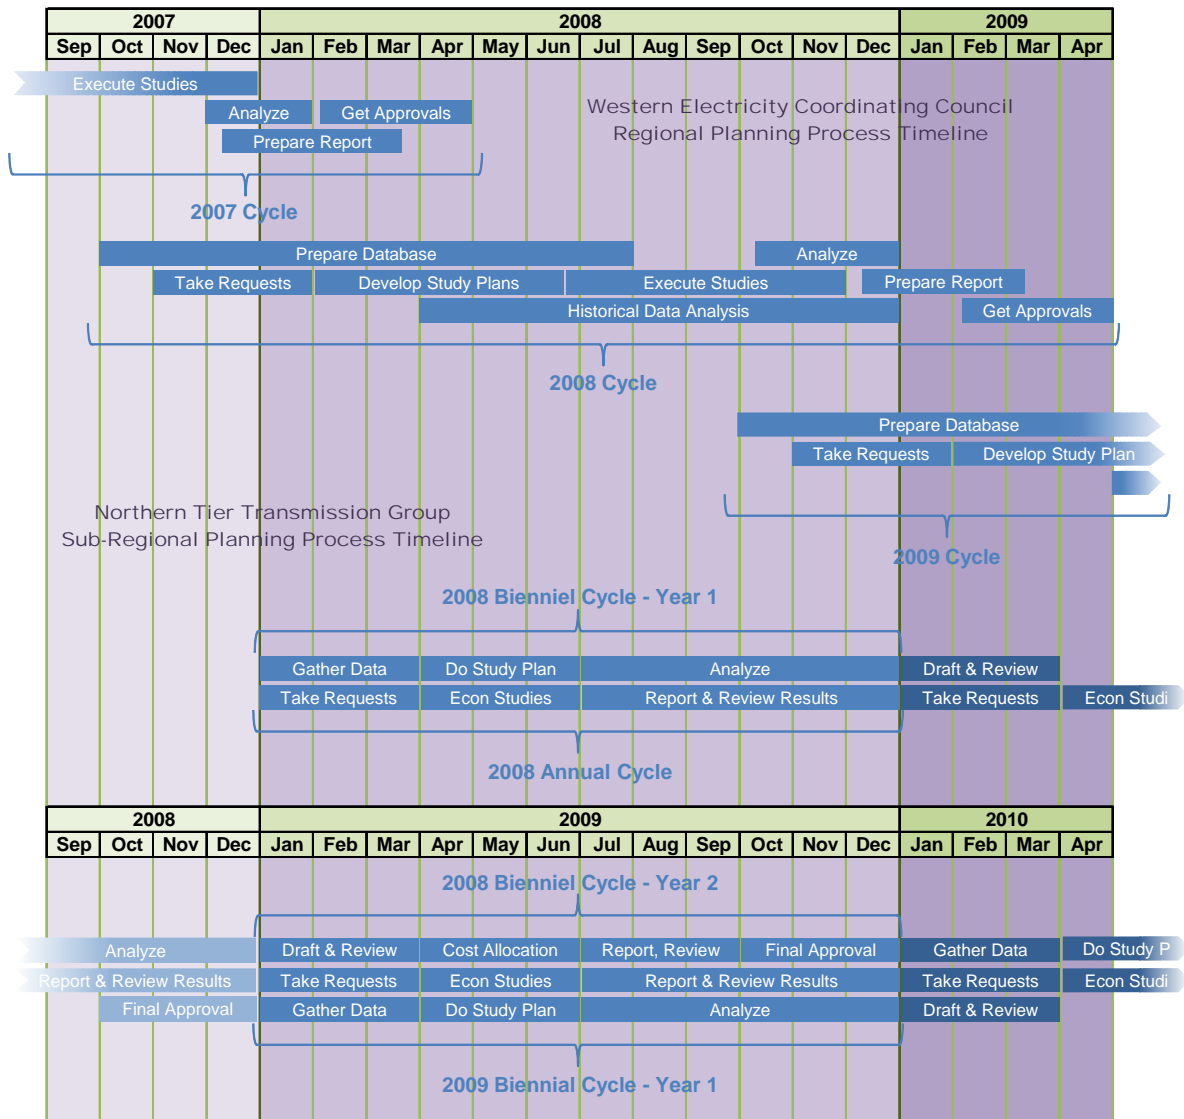 2007 2008 2009
Sep Oct Nov Dec Jan Feb Mar Apr May Jun Jul Aug Sep Oct Nov Dec Jan Feb Mar Apr
Execute Studies
Analyze Get Approvals
Western Electricity Coordinating Council
Regional Planning Process Timeline
Prepare Report
2007 Cycle
Prepare Database Analyze
Take Requests Develop Study Plans Execute Studies Prepare Report
Historical Data Analysis Get Approvals
2008 Cycle
Prepare Database
Take Requests Develop Study Plan
Northern Tier Transmission Group
Sub-Regional Planning Process Timeline
2009 Cycle
2008 Bienniel Cycle - Year 1
Gather Data Do Study Plan Analyze Draft & Review
Take Requests Econ Studies Report & Review Results Take Requests Econ Studi
2008 Annual Cycle
2008 2009 2010
Sep Oct Nov Dec Jan Feb Mar Apr May Jun Jul Aug Sep Oct Nov Dec Jan Feb Mar Apr
2008 Bienniel Cycle - Year 2
Analyze Draft & Review Cost Allocation Report, Review Final Approval Gather Data Do Study P
Report & Review Results Take Requests Econ Studies Report & Review Results Take Requests Econ Studi
Final Approval Gather Data Do Study Plan Analyze Draft & Review
2009 Biennial Cycle - Year 1